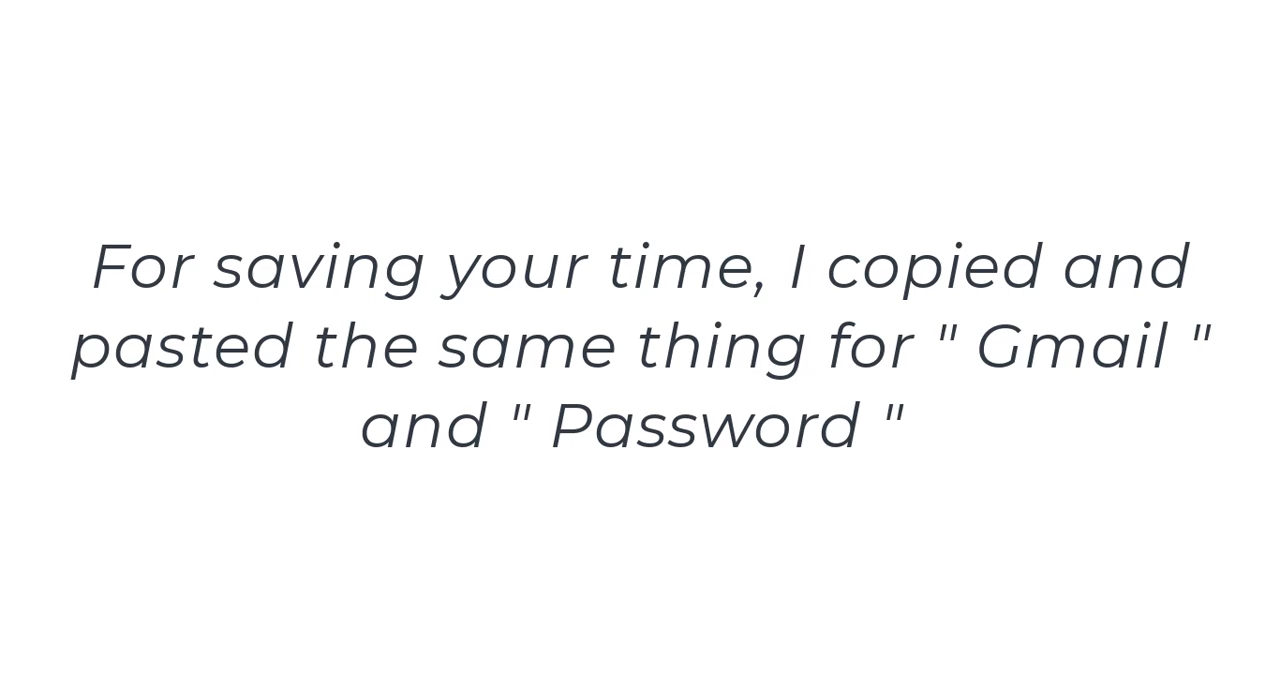 For saving your time, I copied and
pasted the same thing for " Gmail "
and " Password "